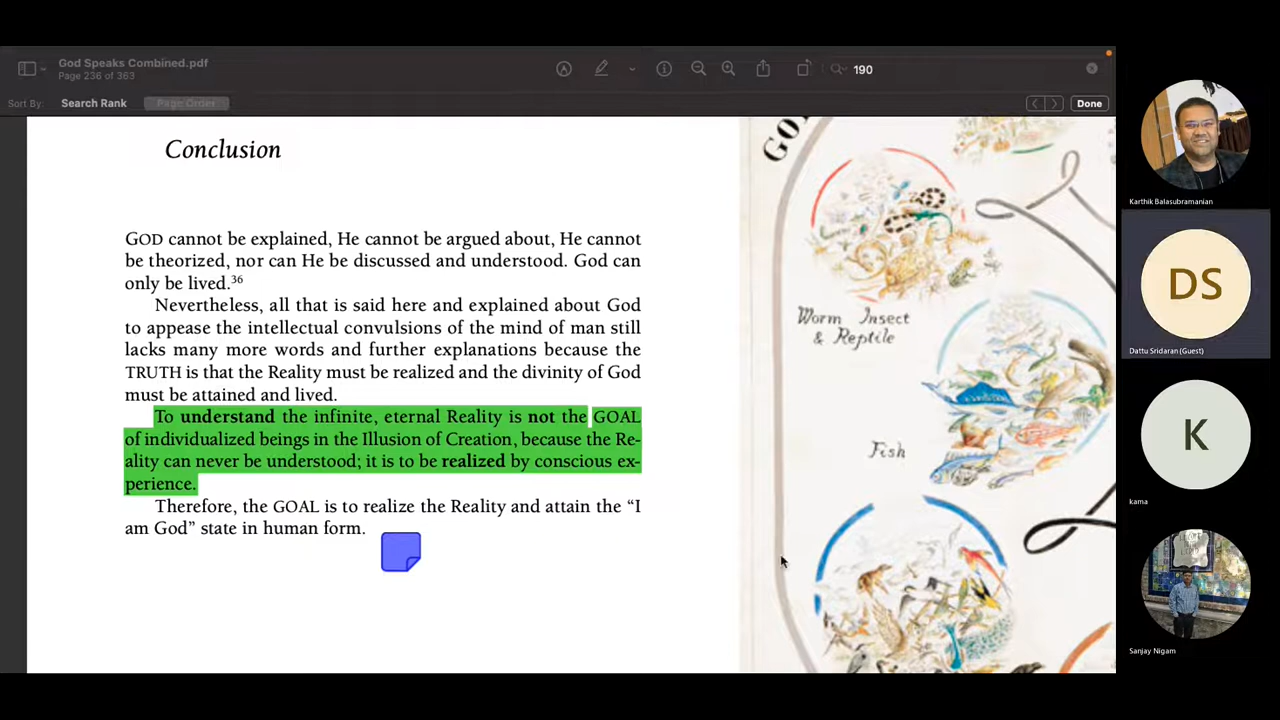 God Speaks Combined.pdf
Page 236 of 363
190
Sort By:
Search Rank
Page Order
Done
Conclusion
GOD cannot be explained, He cannot be argued about, He cannot
be theorized, nor can He be discussed and understood. God can
only be lived.36
Nevertheless, all that is said here and explained about God
to appease the intellectual convulsions of the mind of man still
lacks many more words and further explanations because the
TRUTH is that the Reality must be realized and the divinity of God
must be attained and lived.
To understand the infinite, eternal Reality is not the GOAL
of individualized beings in the Illusion of Creation, because the Re-
ality can never be understood; it is to be realized by conscious ex-
perience.
Therefore, the GOAL is to realize the Reality and attain the “I
am God” state in human form.
Worm Insect
& Reptile
Fish
Karthik Balasubramanian
DS
Dattu Sridaran (Guest)
K
kama
Sanjay Nigam